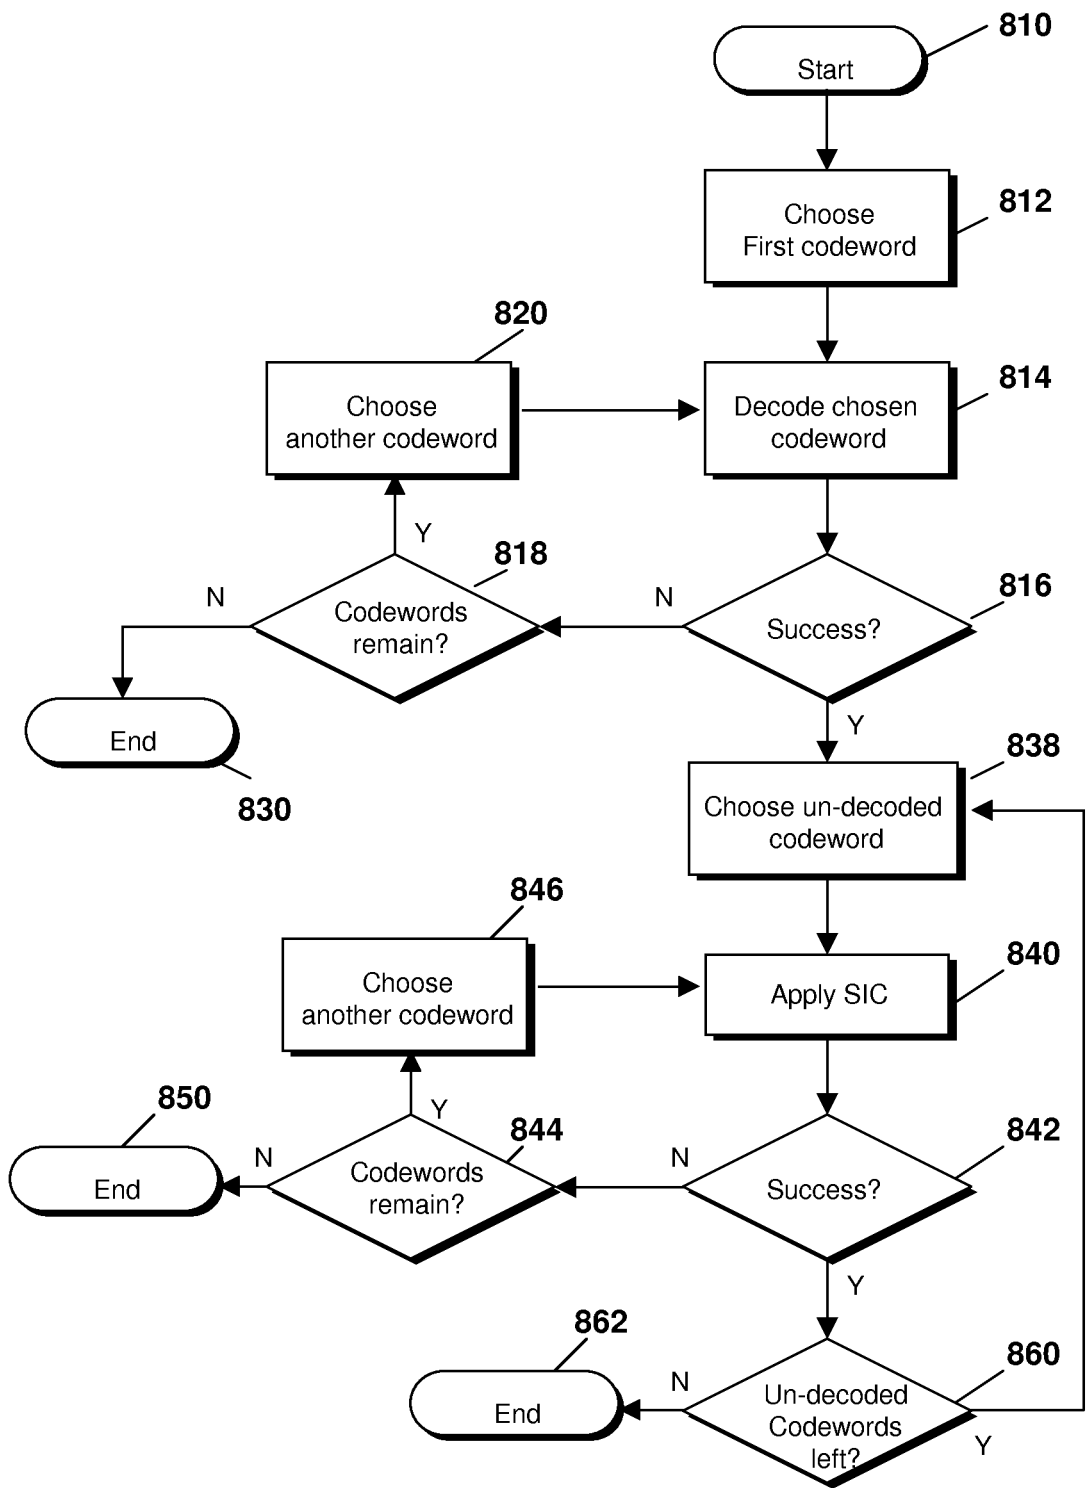 810
Start
812
Choose
First codeword
820
814
Choose
another codeword
Decode chosen
codeword
Y
818
816
N
N
Codewords
remain?
Success?
Y
End
830
838
Choose un-decoded
codeword
846
840
Choose
another codeword
Apply SIC
850
Y
844
842
N
N
Codewords
remain?
Success?
End
Y
862
860
N
Un-decoded
Codewords
left?
End
Y